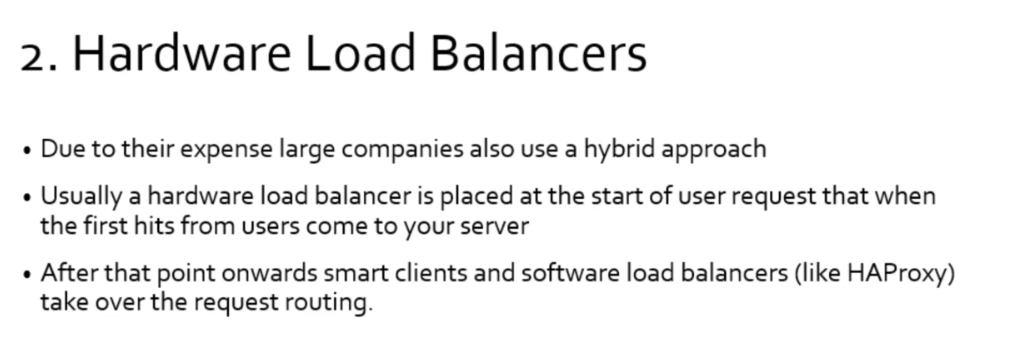 2. Hardware Load Balancers
• Due to their expense large companies also use a hybrid approach
• Usually a hardware load balancer is placed at the start of user request that when
the first hits from users come to your server
• After that point onwards smart clients and software load balancers (like HAProxy)
take over the request routing.